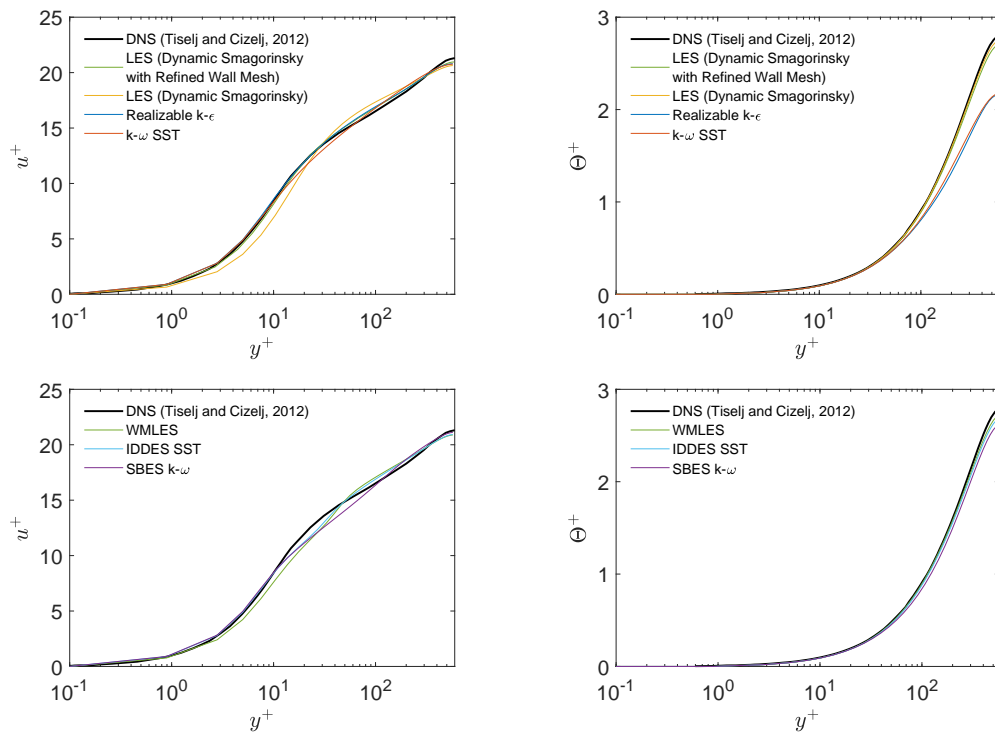 25
20
15
10
5
0
u+
DNS (Tiselj and Cizelj, 2012)
LES (Dynamic Smagorinsky
with Refined Wall Mesh)
LES (Dynamic Smagorinsky)
Realizable k-ϵ
k-ω SST
10-1 100 101 102
y+
3
2
1
0
Θ+
DNS (Tiselj and Cizelj, 2012)
LES (Dynamic Smagorinsky
with Refined Wall Mesh)
LES (Dynamic Smagorinsky)
Realizable k-ϵ
k-ω SST
10-1 100 101 102
y+
25
20
15
10
5
0
u+
DNS (Tiselj and Cizelj, 2012)
WMLES
IDDES SST
SBES k-ω
10-1 100 101 102
y+
3
2
1
0
Θ+
DNS (Tiselj and Cizelj, 2012)
WMLES
IDDES SST
SBES k-ω
10-1 100 101 102
y+